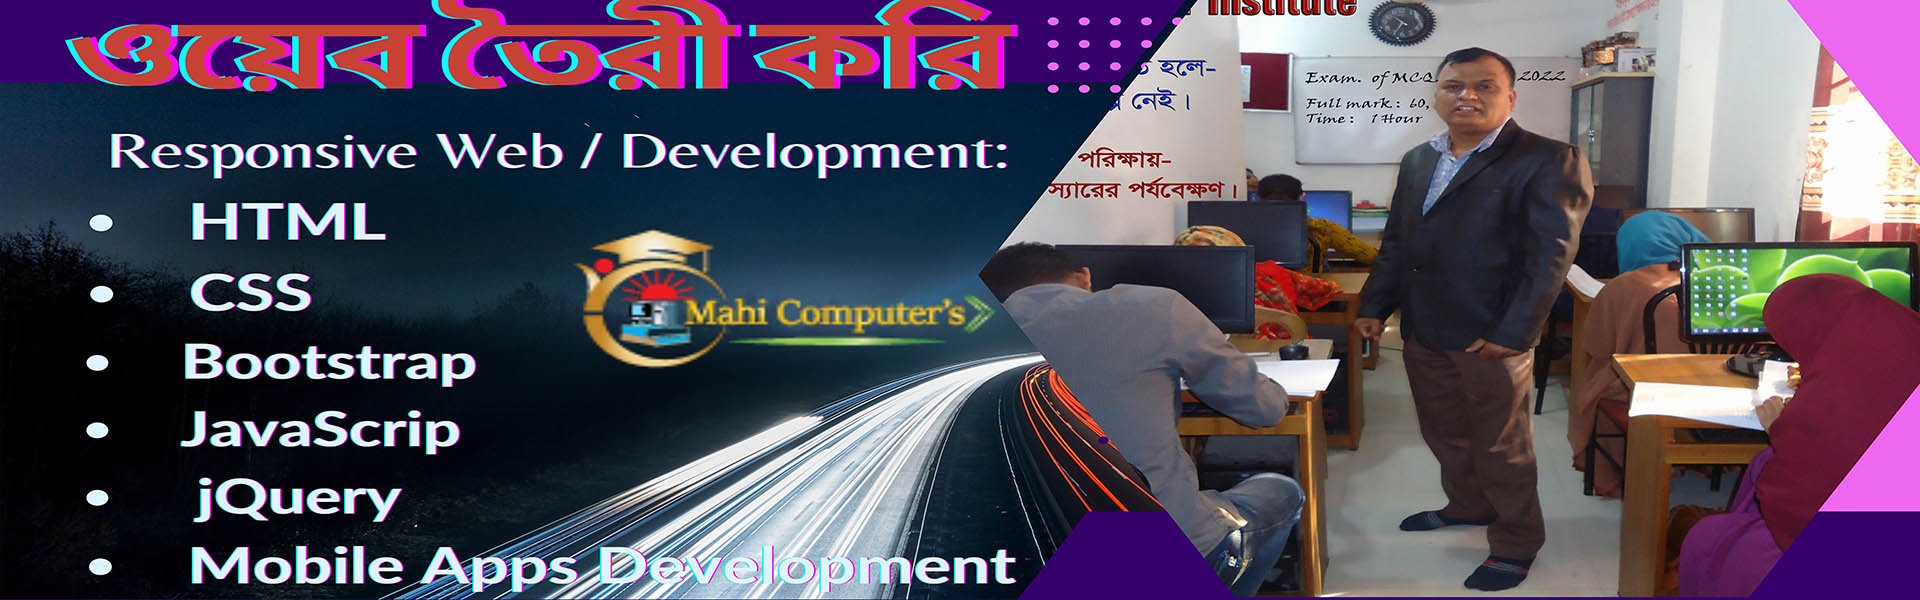 ওয়েব তৈরী করি
Responsive Web / Development:
HTML
CSS
Bootstrap
JavaScrip
jQuery
Mobile Apps Development
Mahi Computer's
Institute
হলে-
নেই।
পরিক্ষায়-
স্যারের পর্যবেক্ষণ।
Exam. of MCQ 2022
Full mark : 60,
Time : 1 Hour